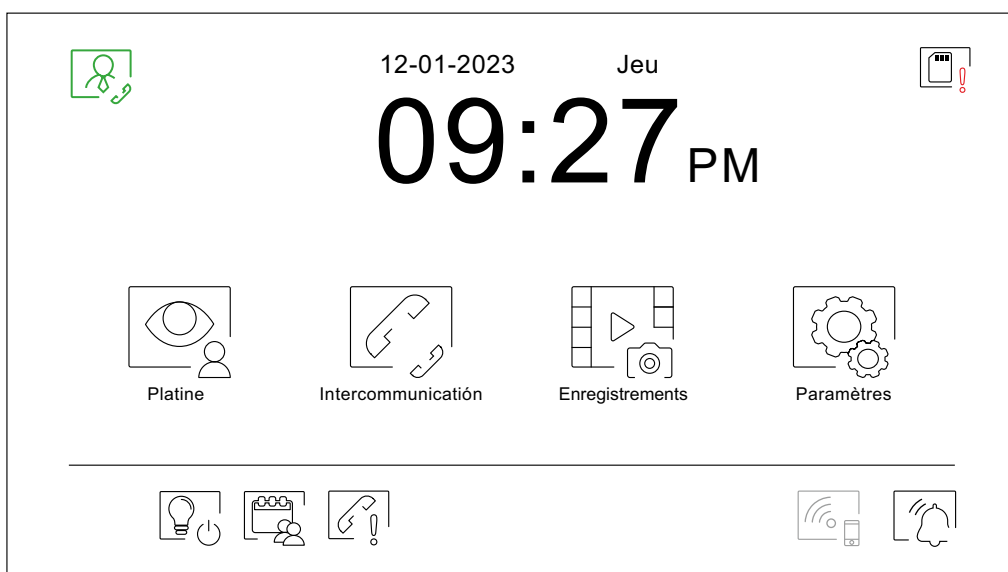 12-01-2023 Jeu
09:27 PM
Platine Intercommunicatión Enregistrements Paramètres